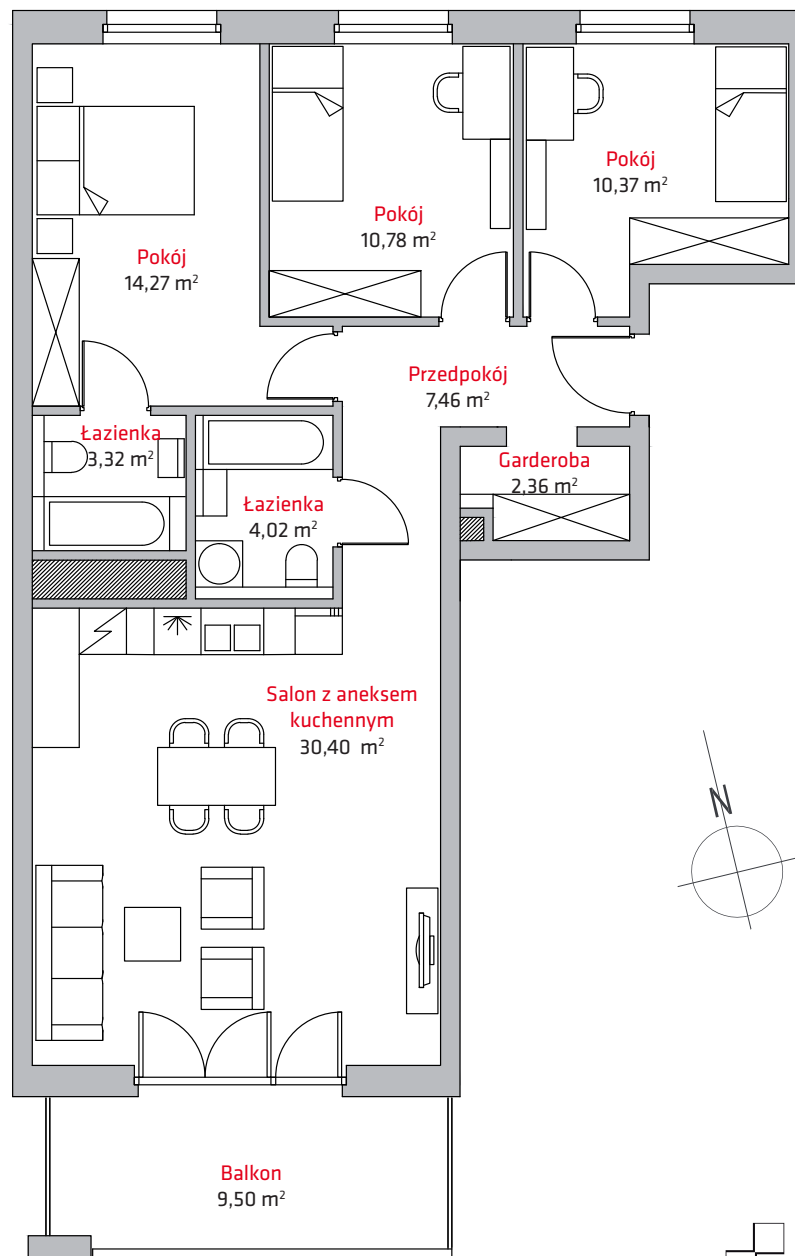 Pokój
10,37 m²
Pokój
10,78 m²
Pokój
14,27 m²
Przedpokój
7,46 m²
Łazienka
3,32 m²
Garderoba
2,36 m²
Łazienka
4,02 m²
Salon z aneksem
kuchennym
30,40 m²
N
Balkon
9,50 m²